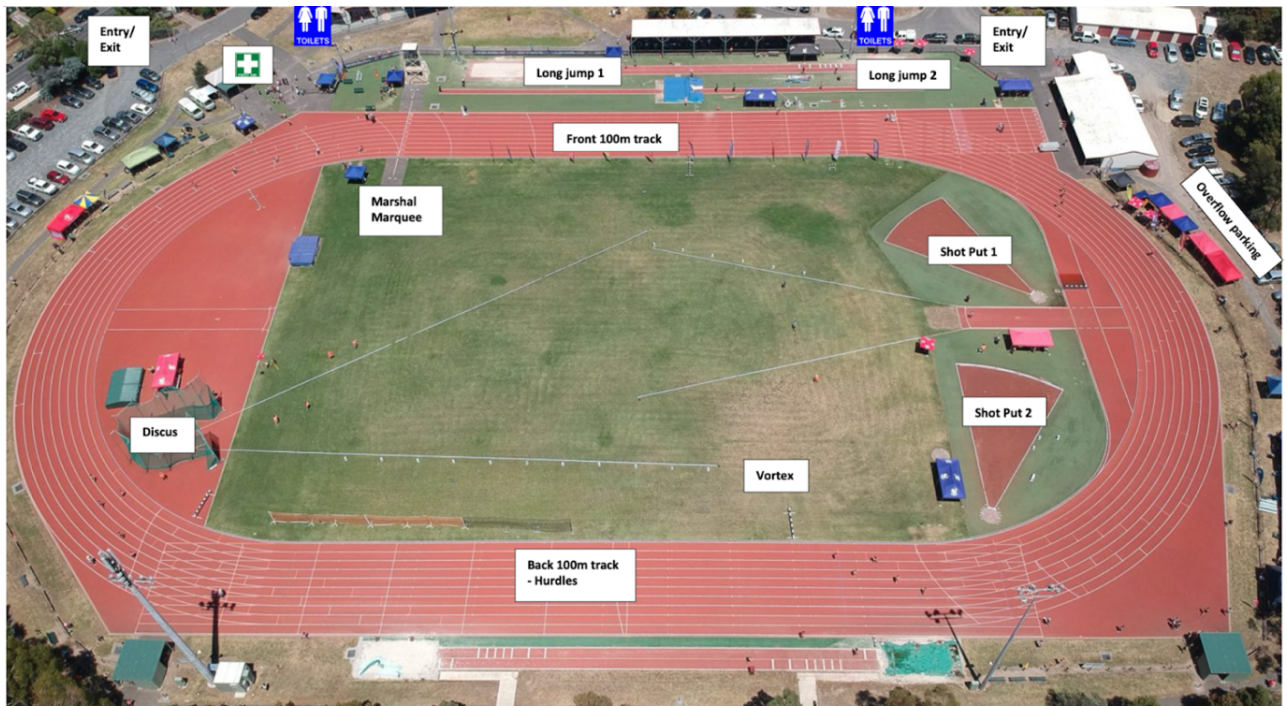 Entry/
Exit
TOILETS
TOILETS
Entry/
Exit
Long jump 1
Long jump 2
Front 100m track
Marshal
Marquee
Overflow parking
Shot Put 1
Shot Put 2
Discus
Vortex
Back 100m track
- Hurdles